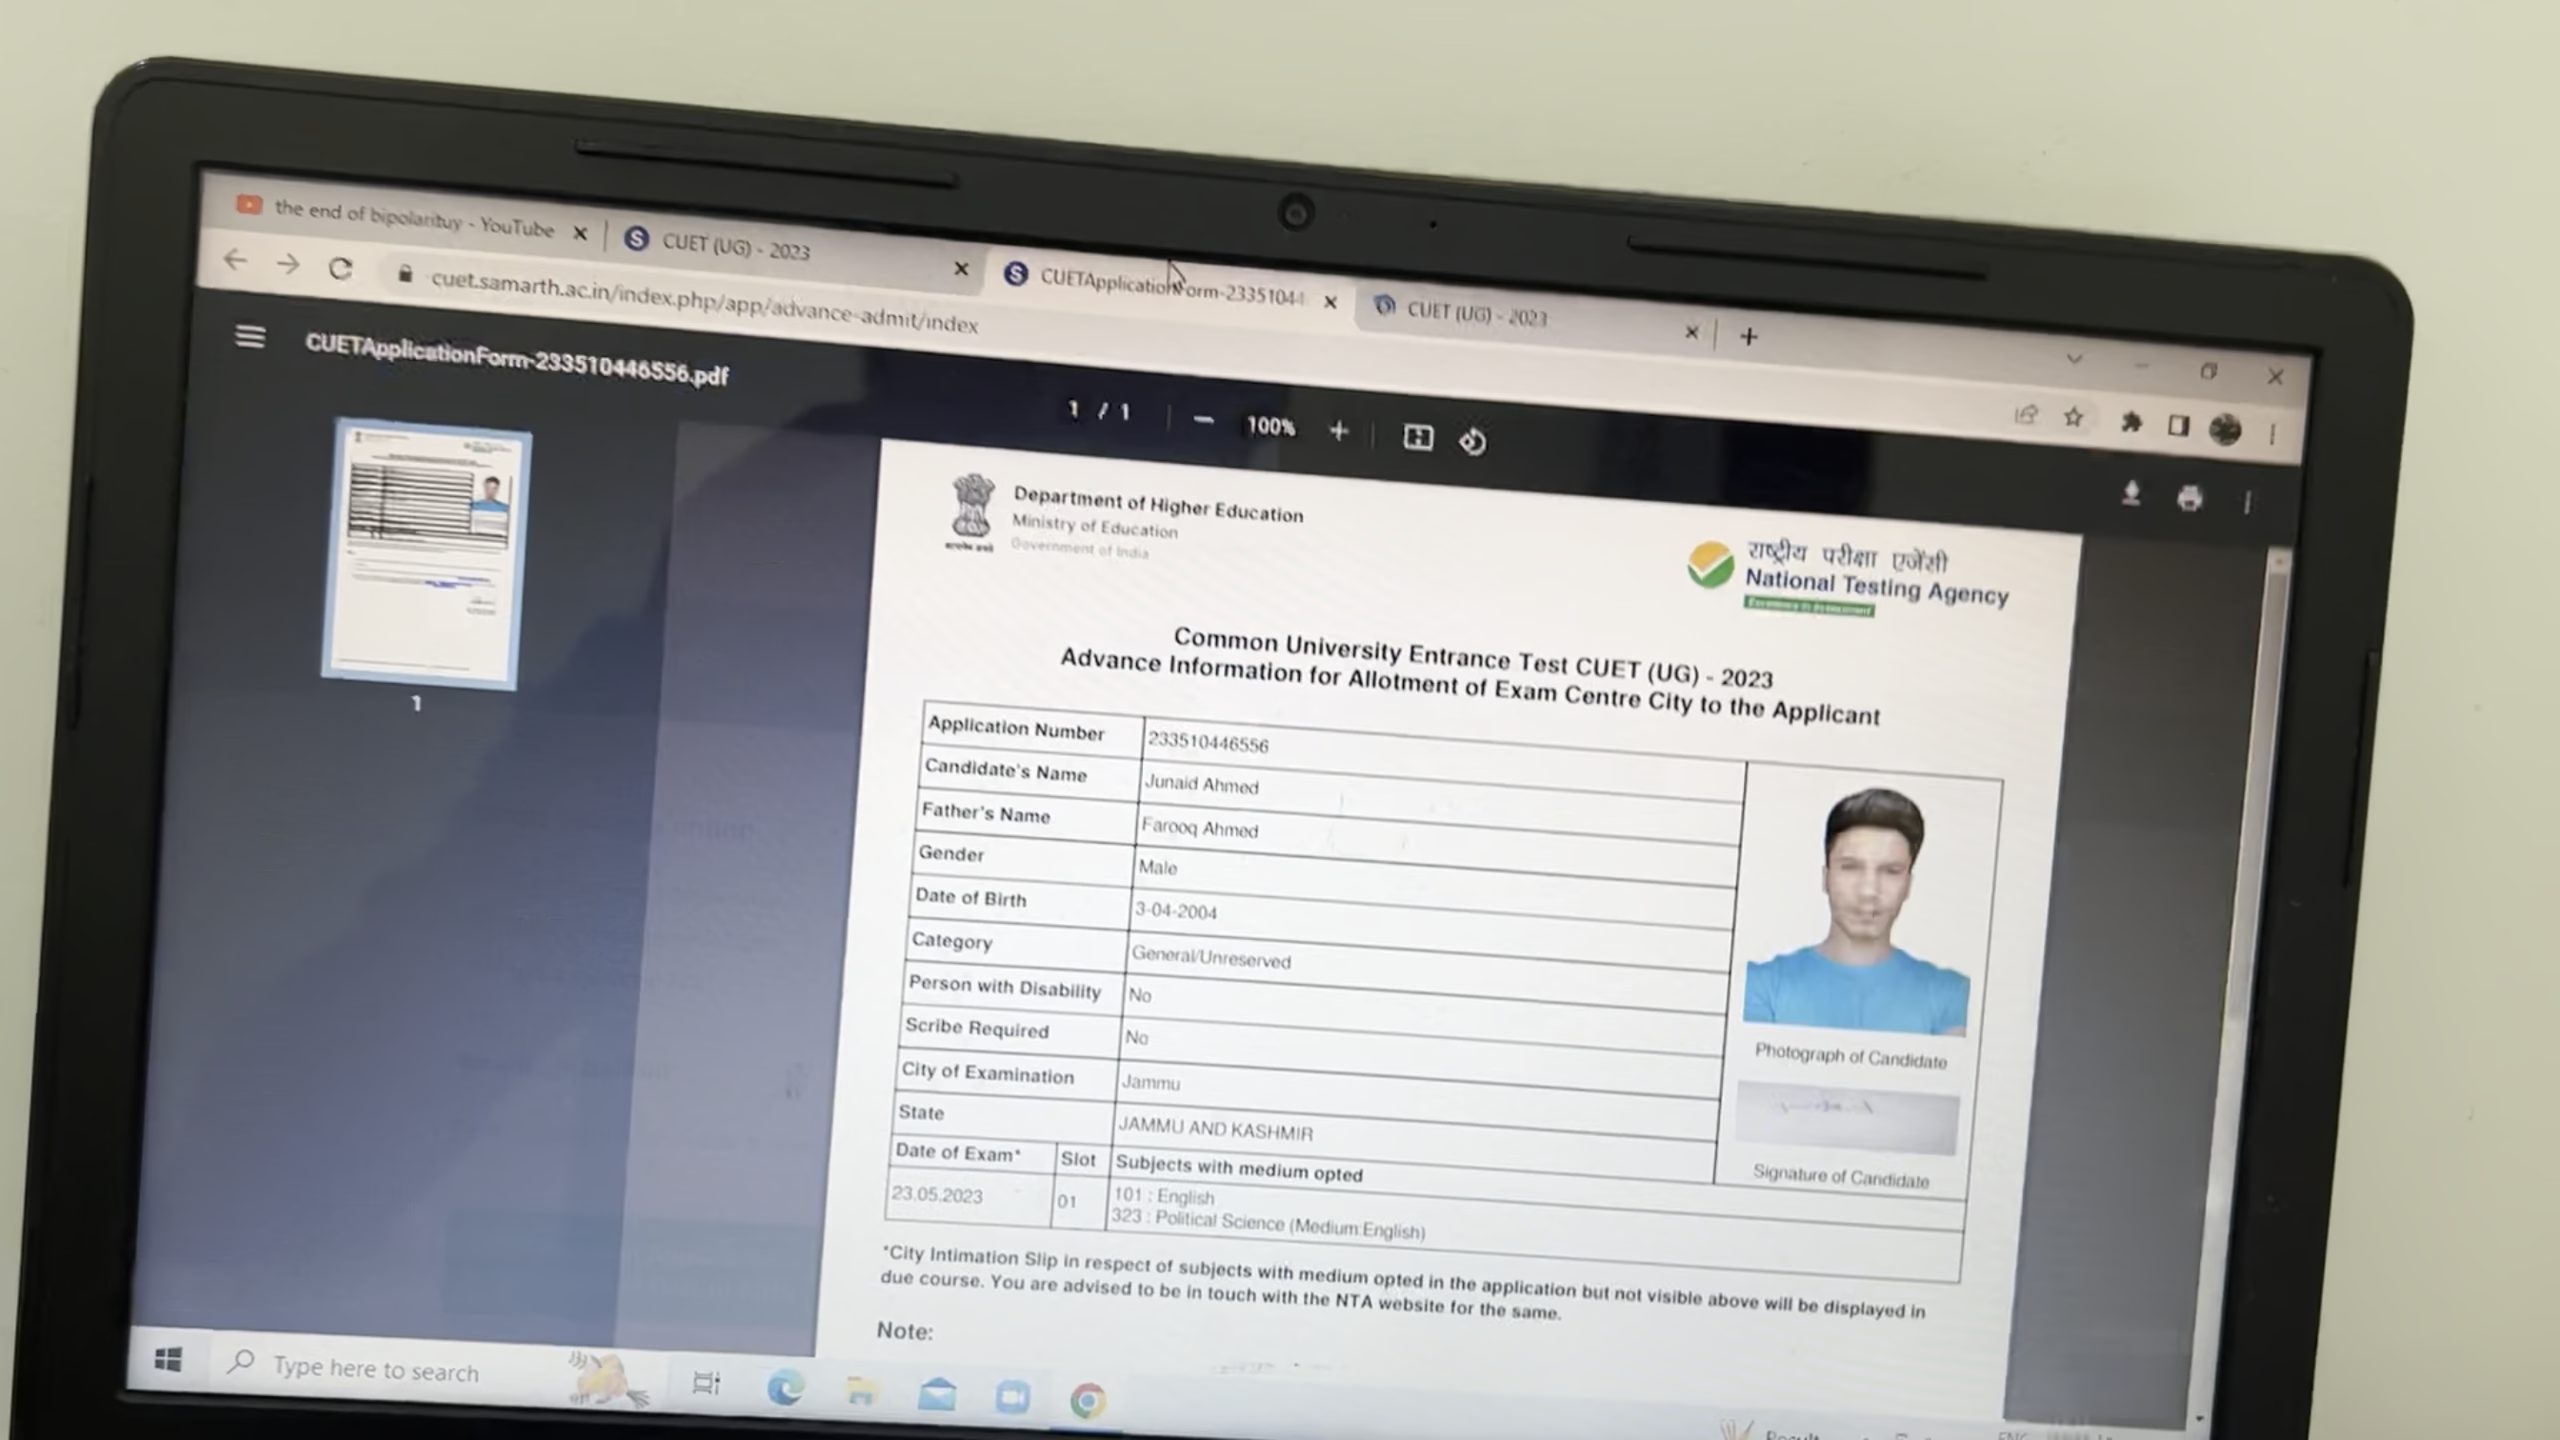 the end of bipolarituy - YouTube
CUET (UG) - 2023
CUETApplicationForm-23351044
CUET (UG) - 2023
cuet.samarth.ac.in/index.php/app/advance-admit/index
CUETApplicationForm-233510446556.pdf
1 / 1
100%
1
Department of Higher Education
Ministry of Education
Government of India
राष्ट्रीय परीक्षा एजेंसी
National Testing Agency
Common University Entrance Test CUET (UG) - 2023
Advance Information for Allotment of Exam Centre City to the Applicant
Application Number 233510446556
Candidate's Name Junaid Ahmed
Father's Name Farooq Ahmed
Gender Male
Date of Birth 3-04-2004
Category General/Unreserved
Person with Disability No
Scribe Required No
City of Examination Jammu
State JAMMU AND KASHMIR
Photograph of Candidate
Signature of Candidate
Date of Exam* Slot Subjects with medium opted
23.05.2023 01 101 : English
323 : Political Science (Medium:English)
*City Intimation Slip in respect of subjects with medium opted in the application but not visible above will be displayed in
due course. You are advised to be in touch with the NTA website for the same.
Note:
Type here to search